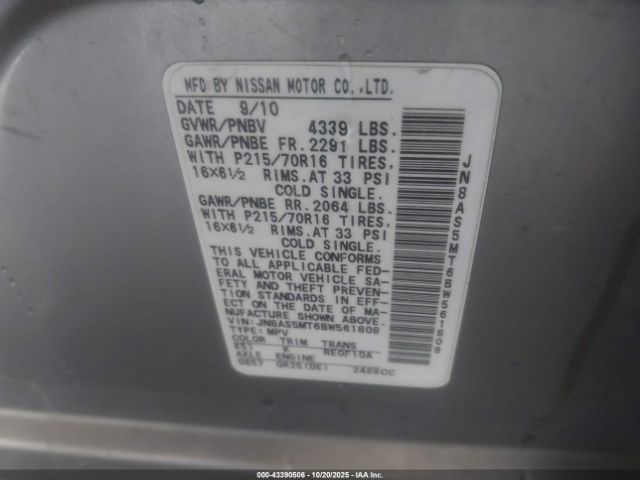 MFD BY NISSAN MOTOR CO.,LTD.
DATE 9/10
GVWR/PNBV 4339 LBS.
GAWR/PNBE FR. 2291 LBS.
WITH P215/70R16 TIRES.
16X6½ RIMS.AT 33 PSI
COLD SINGLE.
GAWR/PNBE RR. 2064 LBS.
WITH P215/70R16 TIRES.
16X6½ RIMS.AT 33 PSI
COLD SINGLE.
THIS VEHICLE CONFORMS
TO ALL APPLICABLE FED-
ERAL MOTOR VEHICLE SA-
FETY AND THEFT PREVEN-
TION STANDARDS IN EFF-
ECT ON THE DATE OF MA-
NUFACTURE SHOWN ABOVE.
VIN: JN8AS5MT6BW561808
TYPE: MPV
COLOR TRIM TRANS
K51 K RE0F10A
AXLE ENGINE
GB57 QR25(DE) 2488CC
JN8AS5MT6BW561808
000-43390506 - 10/20/2025 - COPYRIGHT © IAA, LLC.